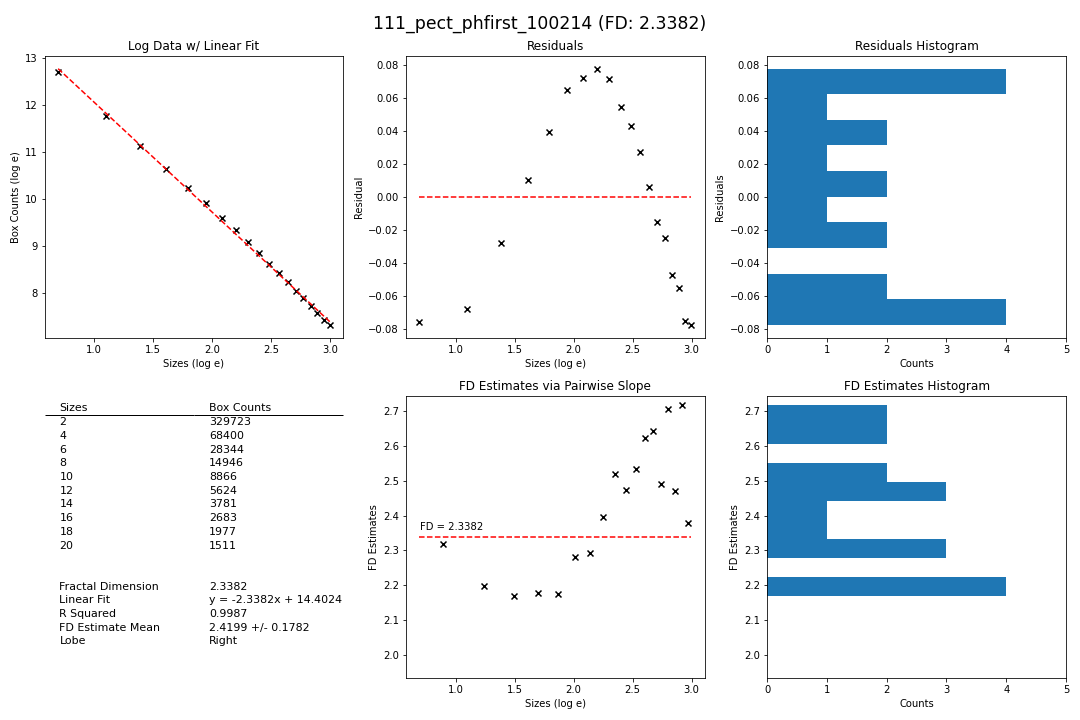 111_pect_phfirst_100214 (FD: 2.3382)
Log Data w/ Linear Fit
13
12
11
10
9
8
Box Counts (log e)
1.0 1.5 2.0 2.5 3.0
Sizes (log e)
Residuals
0.08
0.06
0.04
0.02
0.00
−0.02
−0.04
−0.06
−0.08
Residual
1.0 1.5 2.0 2.5 3.0
Sizes (log e)
Residuals Histogram
0.08
0.06
0.04
0.02
0.00
−0.02
−0.04
−0.06
−0.08
Residuals
0 1 2 3 4 5
Counts
Sizes Box Counts
2 329723
4 68400
6 28344
8 14946
10 8866
12 5624
14 3781
16 2683
18 1977
20 1511
Fractal Dimension 2.3382
Linear Fit y = -2.3382x + 14.4024
R Squared 0.9987
FD Estimate Mean 2.4199 +/- 0.1782
Lobe Right
FD Estimates via Pairwise Slope
2.7
2.6
2.5
2.4
2.3
2.2
2.1
2.0
FD Estimates
FD = 2.3382
1.0 1.5 2.0 2.5 3.0
Sizes (log e)
FD Estimates Histogram
2.7
2.6
2.5
2.4
2.3
2.2
2.1
2.0
FD Estimates
0 1 2 3 4 5
Counts